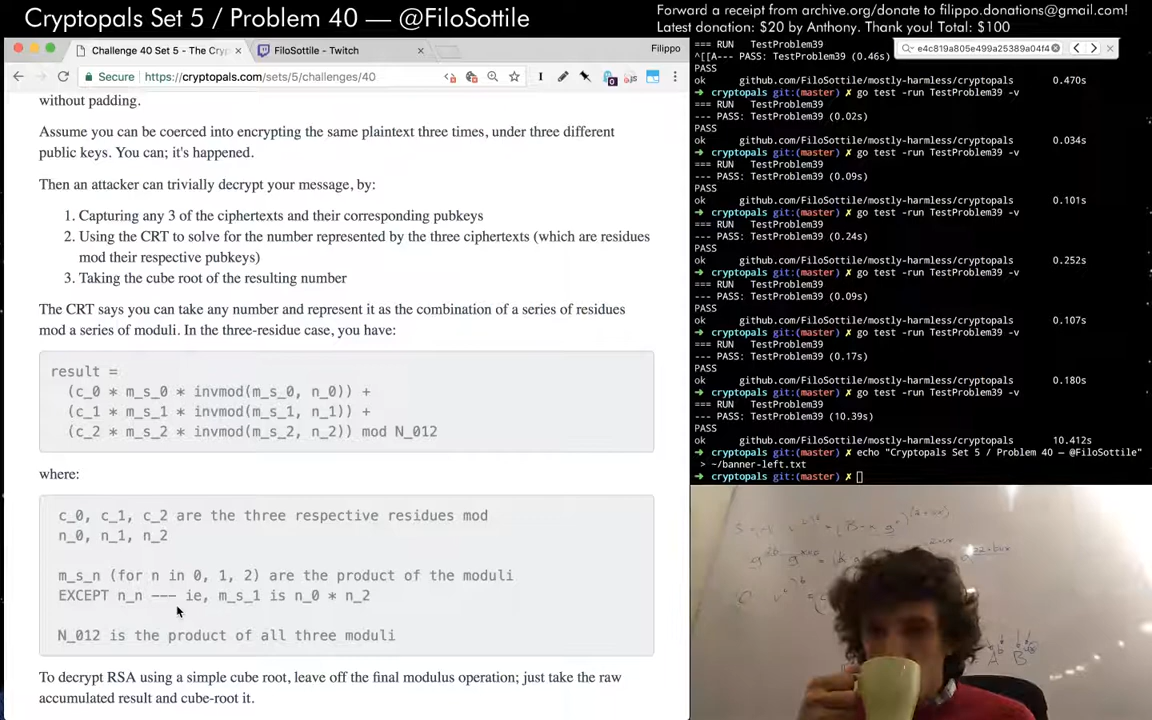 Cryptopals Set 5 / Problem 40 — @FiloSottile
Forward a receipt from archive.org/donate to filippo.donations@gmail.com!
Latest donation: $20 by Anthony. Thank you! Total: $100
Challenge 40 Set 5 - The Cry
FiloSottile - Twitch
Filippo
Secure
https://cryptopals.com/sets/5/challenges/40
without padding.
Assume you can be coerced into encrypting the same plaintext three times, under three different
public keys. You can; it's happened.
Then an attacker can trivially decrypt your message, by:
1. Capturing any 3 of the ciphertexts and their corresponding pubkeys
2. Using the CRT to solve for the number represented by the three ciphertexts (which are residues
mod their respective pubkeys)
3. Taking the cube root of the resulting number
The CRT says you can take any number and represent it as the combination of a series of residues
mod a series of moduli. In the three-residue case, you have:
result =
(c_0 * m_s_0 * invmod(m_s_0, n_0)) +
(c_1 * m_s_1 * invmod(m_s_1, n_1)) +
(c_2 * m_s_2 * invmod(m_s_2, n_2)) mod N_012
where:
c_0, c_1, c_2 are the three respective residues mod
n_0, n_1, n_2
m_s_n (for n in 0, 1, 2) are the product of the moduli
EXCEPT n_n --- ie, m_s_1 is n_0 * n_2
N_012 is the product of all three moduli
To decrypt RSA using a simple cube root, leave off the final modulus operation; just take the raw
accumulated result and cube-root it.
e4c819a805e499a25389a04f4
=== RUN TestProblem39
^[[A--- PASS: TestProblem39 (0.46s)
PASS
ok github.com/FiloSottile/mostly-harmless/cryptopals 0.470s
➜ cryptopals git:(master) ✗ go test -run TestProblem39 -v
=== RUN TestProblem39
--- PASS: TestProblem39 (0.02s)
PASS
ok github.com/FiloSottile/mostly-harmless/cryptopals 0.034s
➜ cryptopals git:(master) ✗ go test -run TestProblem39 -v
=== RUN TestProblem39
--- PASS: TestProblem39 (0.09s)
PASS
ok github.com/FiloSottile/mostly-harmless/cryptopals 0.101s
➜ cryptopals git:(master) ✗ go test -run TestProblem39 -v
=== RUN TestProblem39
--- PASS: TestProblem39 (0.24s)
PASS
ok github.com/FiloSottile/mostly-harmless/cryptopals 0.252s
➜ cryptopals git:(master) ✗ go test -run TestProblem39 -v
=== RUN TestProblem39
--- PASS: TestProblem39 (0.09s)
PASS
ok github.com/FiloSottile/mostly-harmless/cryptopals 0.107s
➜ cryptopals git:(master) ✗ go test -run TestProblem39 -v
=== RUN TestProblem39
--- PASS: TestProblem39 (0.17s)
PASS
ok github.com/FiloSottile/mostly-harmless/cryptopals 0.180s
➜ cryptopals git:(master) ✗ go test -run TestProblem39 -v
=== RUN TestProblem39
--- PASS: TestProblem39 (10.39s)
PASS
ok github.com/FiloSottile/mostly-harmless/cryptopals 10.412s
➜ cryptopals git:(master) ✗ echo "Cryptopals Set 5 / Problem 40 — @FiloSottile"
> ~/banner-left.txt
➜ cryptopals git:(master) ✗